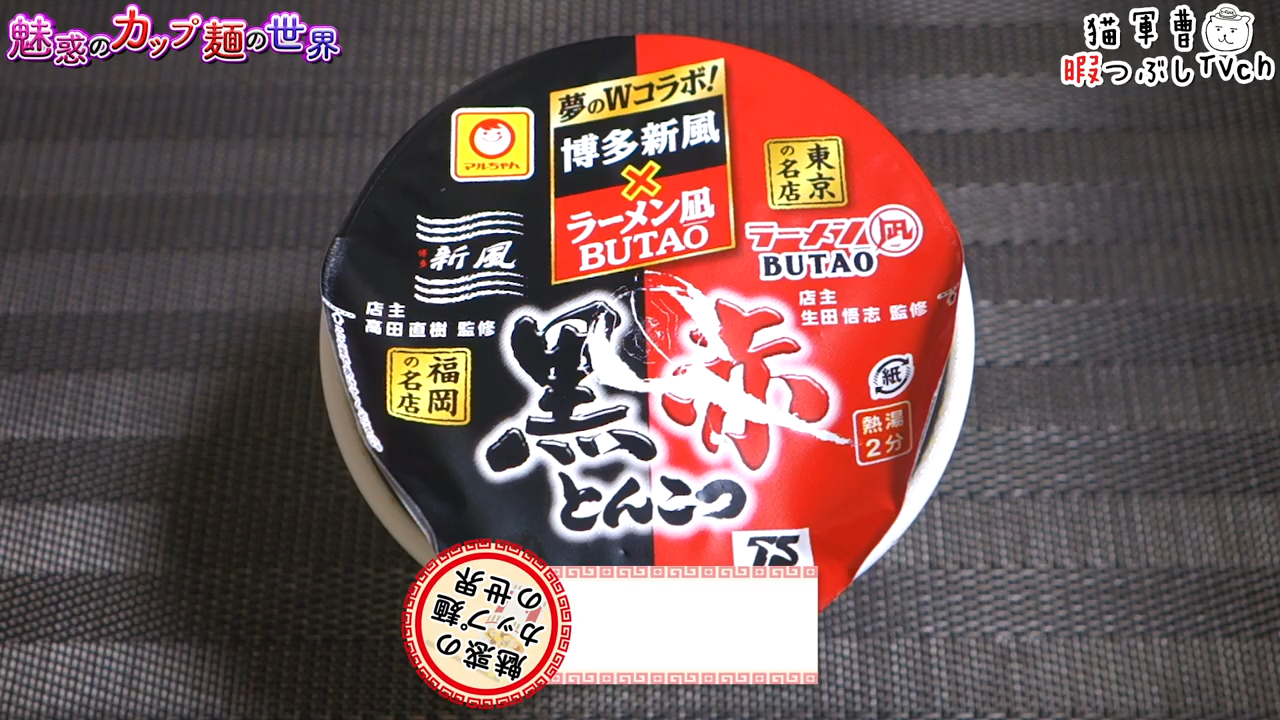 魅惑のカップ麺の世界
猫軍曹
暇つぶしTVch
夢のWコラボ!
博多新風
×
ラーメン凪
BUTAO
マルちゃん
博多 新風
店主
高田直樹 監修
福岡
の名店
東京
の名店
ラーメン凪
BUTAO
店主
生田悟志 監修
紙
熱湯
2分
黒赤
とんこつ
魅惑の
カップ麺
の世界